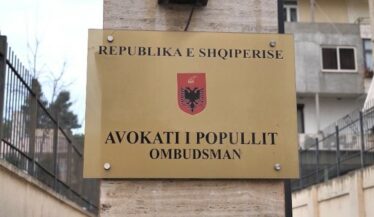 REPUBLIKA E SHQIPERISE
AVOKATI I POPULLIT
OMBUDSMAN